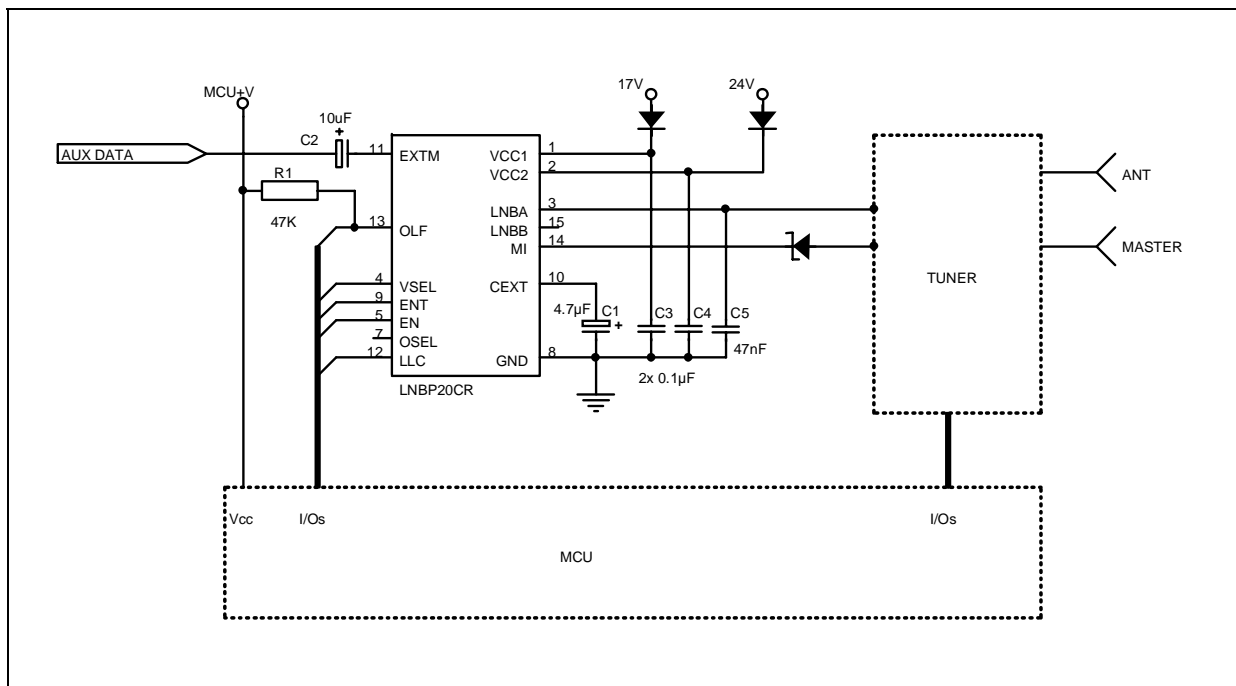 17V
24V
MCU+V
10uF
+
C2
AUX DATA
11
EXTM
VCC1
1
VCC2
2
R1
47K
ANT
LNBA
3
LNBB
15
13
OLF
MI
14
MASTER
TUNER
4
VSEL
CEXT
10
9
ENT
4.7µF
C1
+
C3
C4
C5
5
EN
7
OSEL
47nF
12
LLC
GND
8
2x 0.1µF
LNBP20CR
Vcc
I/Os
I/Os
MCU